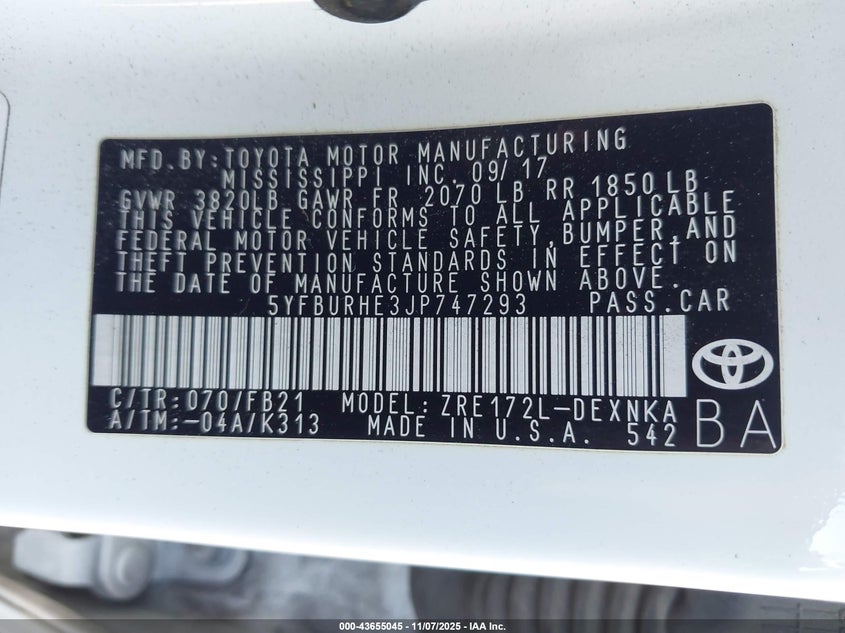 MFD.BY:TOYOTA MOTOR MANUFACTURING
MISSISSIPPI INC. 09/17
GVWR 3820LB GAWR FR 2070LB RR 1850LB
THIS VEHICLE CONFORMS TO ALL APPLICABLE
FEDERAL MOTOR VEHICLE SAFETY,BUMPER,AND
THEFT PREVENTION STANDARDS IN EFFECT ON
THE DATE OF MANUFACTURE SHOWN ABOVE.
5YFBURHE3JP747293 PASS.CAR
C/TR:070/FB21 MODEL:ZRE172L-DEXNKA
A/TM:-04A/K313 MADE IN U.S.A. 542
BA
000-43655045 - 11/07/2025 - IAA Inc.